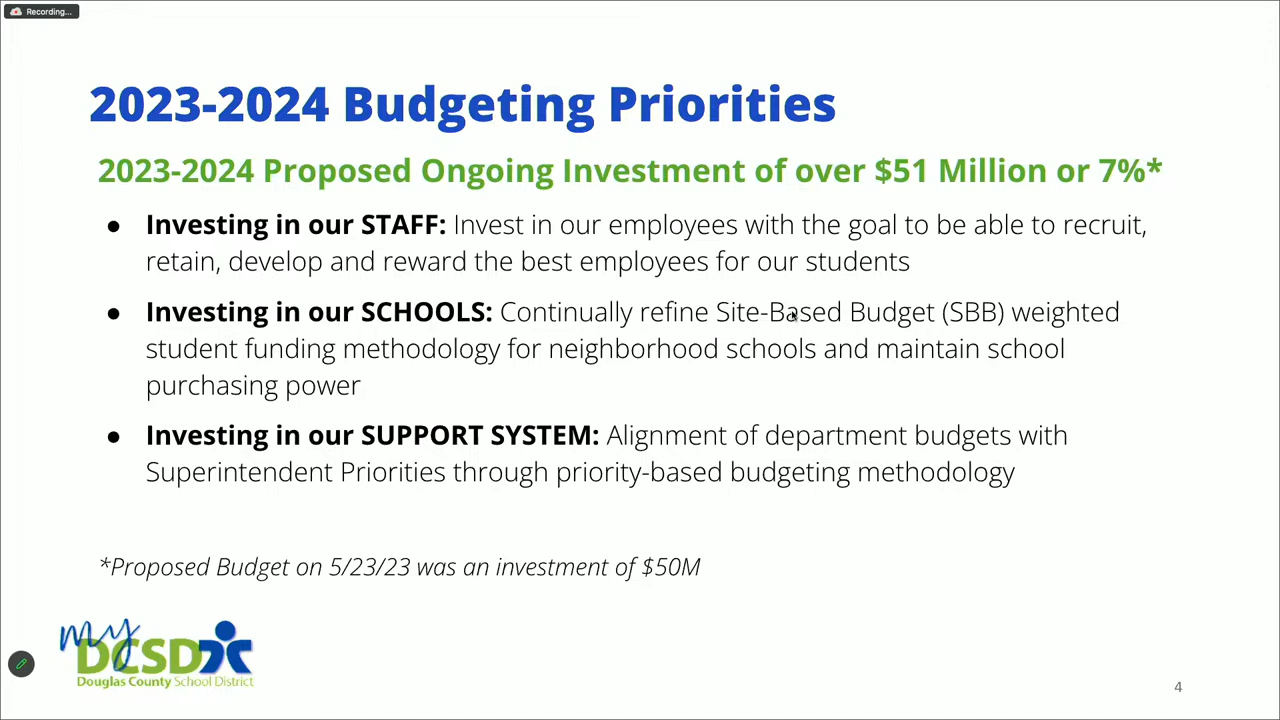 Recording...
2023-2024 Budgeting Priorities
2023-2024 Proposed Ongoing Investment of over $51 Million or 7%*
● Investing in our STAFF: Invest in our employees with the goal to be able to recruit,
retain, develop and reward the best employees for our students
● Investing in our SCHOOLS: Continually refine Site-Based Budget (SBB) weighted
student funding methodology for neighborhood schools and maintain school
purchasing power
● Investing in our SUPPORT SYSTEM: Alignment of department budgets with
Superintendent Priorities through priority-based budgeting methodology
*Proposed Budget on 5/23/23 was an investment of $50M
my
DCSD
Douglas County School District
4